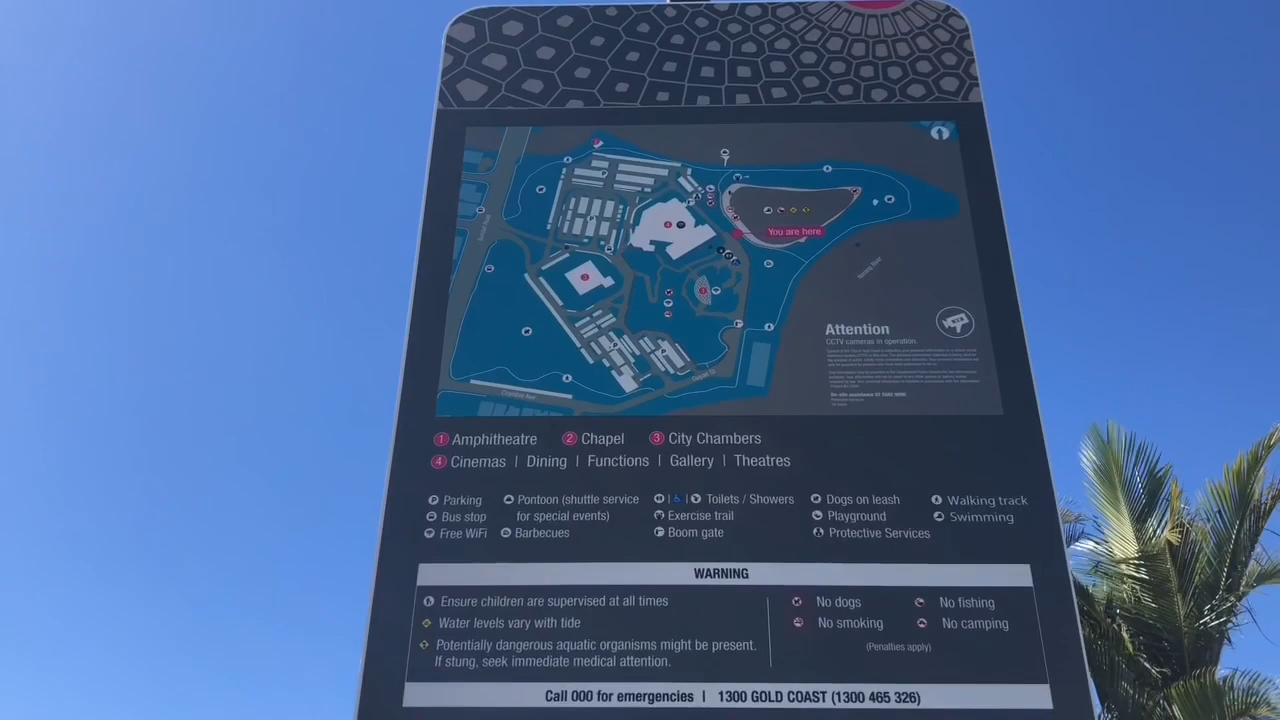 You are here
Nerang River
Attention
CCTV cameras in operation.
1 Amphitheatre 2 Chapel 3 City Chambers
4 Cinemas | Dining | Functions | Gallery | Theatres
P Parking
Bus stop
Free WiFi
Pontoon (shuttle service
for special events)
Barbecues
Toilets / Showers
Exercise trail
Boom gate
Dogs on leash
Playground
Protective Services
Walking track
Swimming
WARNING
Ensure children are supervised at all times
Water levels vary with tide
Potentially dangerous aquatic organisms might be present.
If stung, seek immediate medical attention.
No dogs
No smoking
No fishing
No camping
(Penalties apply)
Call 000 for emergencies | 1300 GOLD COAST (1300 465 326)